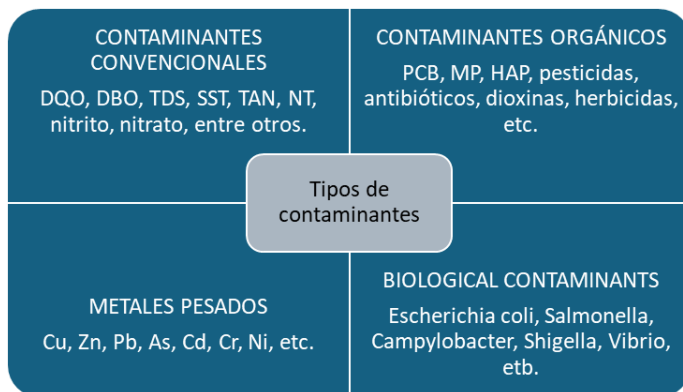 CONTAMINANTES
CONVENCIONALES
DQO, DBO, TDS, SST, TAN, NT,
nitrito, nitrato, entre otros.
CONTAMINANTES ORGÁNICOS
PCB, MP, HAP, pesticidas,
antibióticos, dioxinas, herbicidas,
etc.
Tipos de
contaminantes
METALES PESADOS
Cu, Zn, Pb, As, Cd, Cr, Ni, etc.
BIOLOGICAL CONTAMINANTS
Escherichia coli, Salmonella,
Campylobacter, Shigella, Vibrio,
etb.